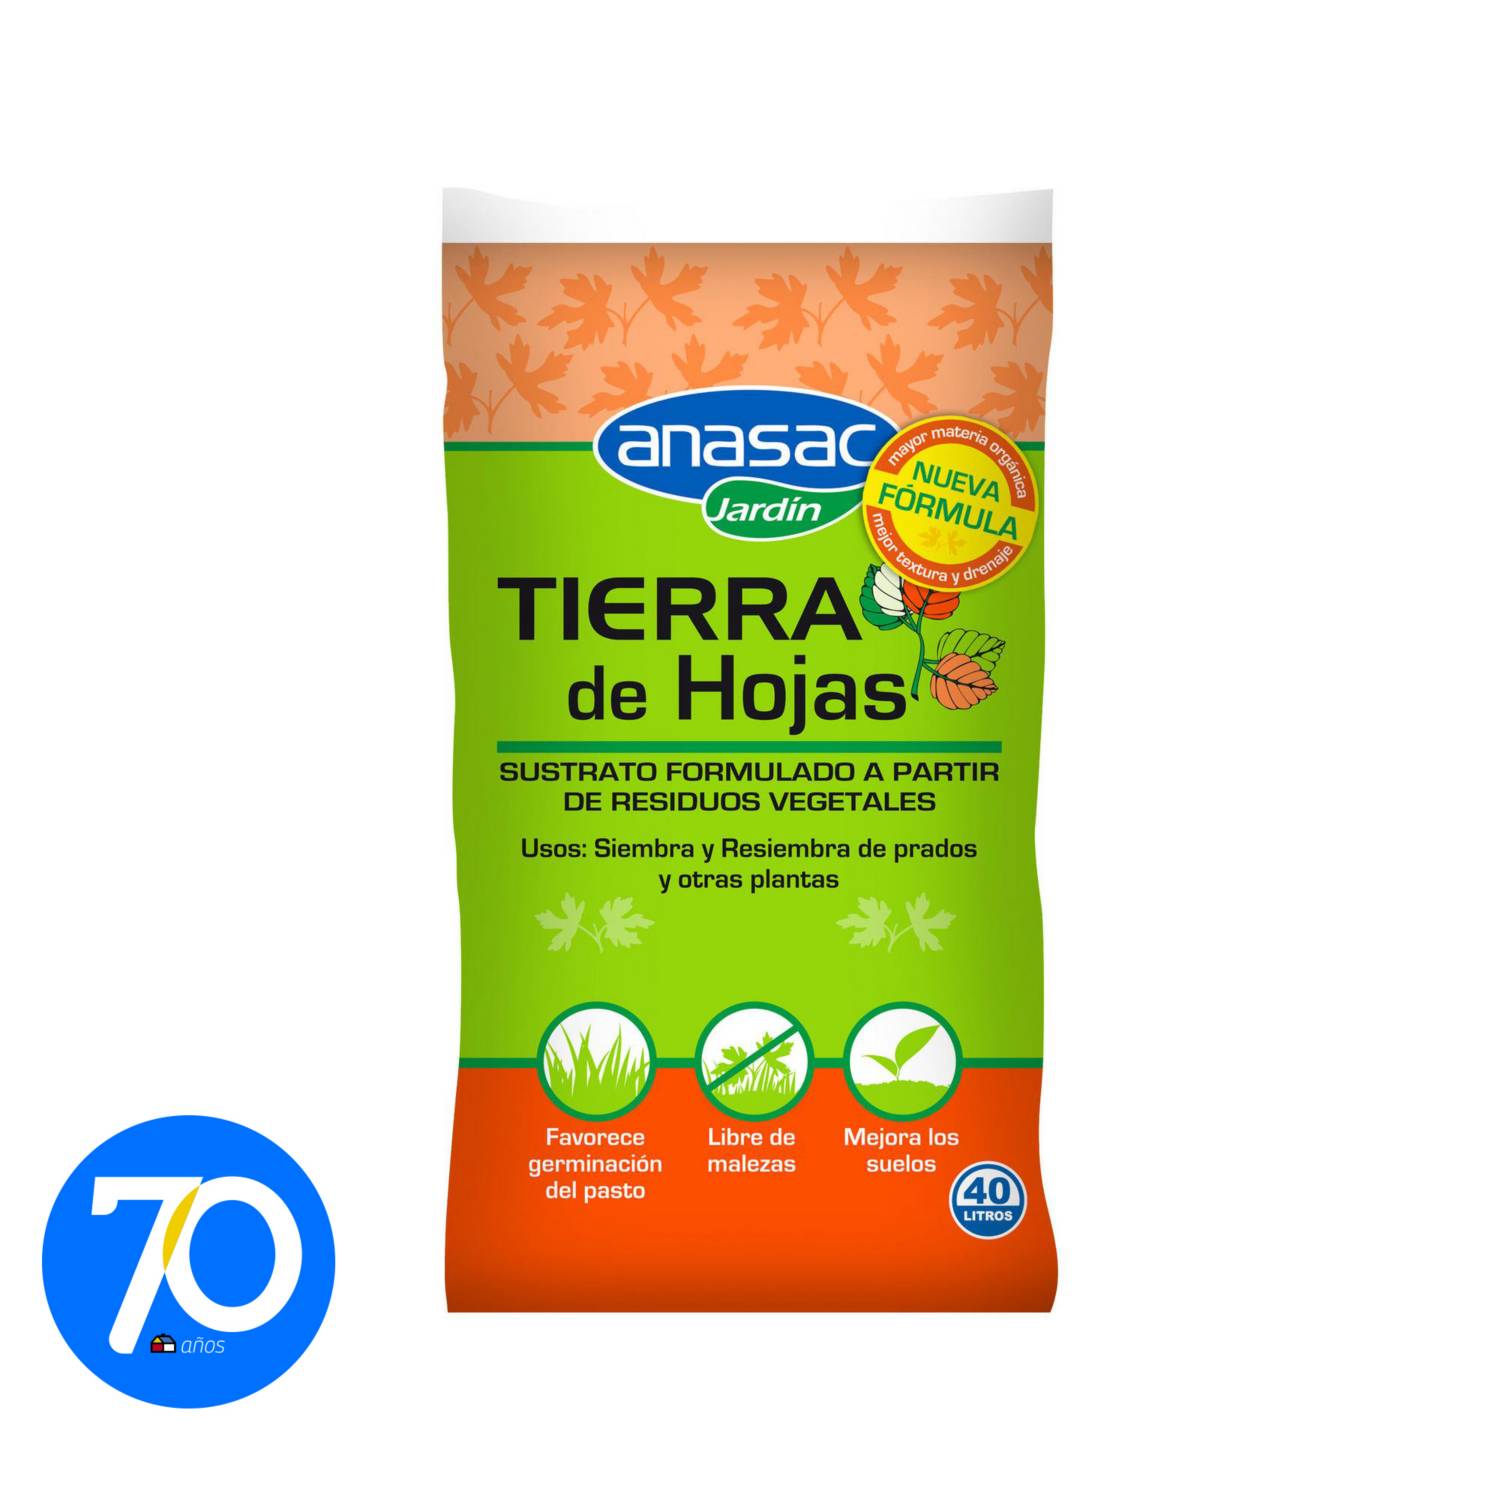 anasac
Jardín
mayor materia orgánica
NUEVA
FÓRMULA
mejor textura y drenaje
TIERRA
de Hojas
SUSTRATO FORMULADO A PARTIR
DE RESIDUOS VEGETALES
Usos: Siembra y Resiembra de prados
y otras plantas
Favorece
germinación
del pasto
Libre de
malezas
Mejora los
suelos
40
LITROS
70
años